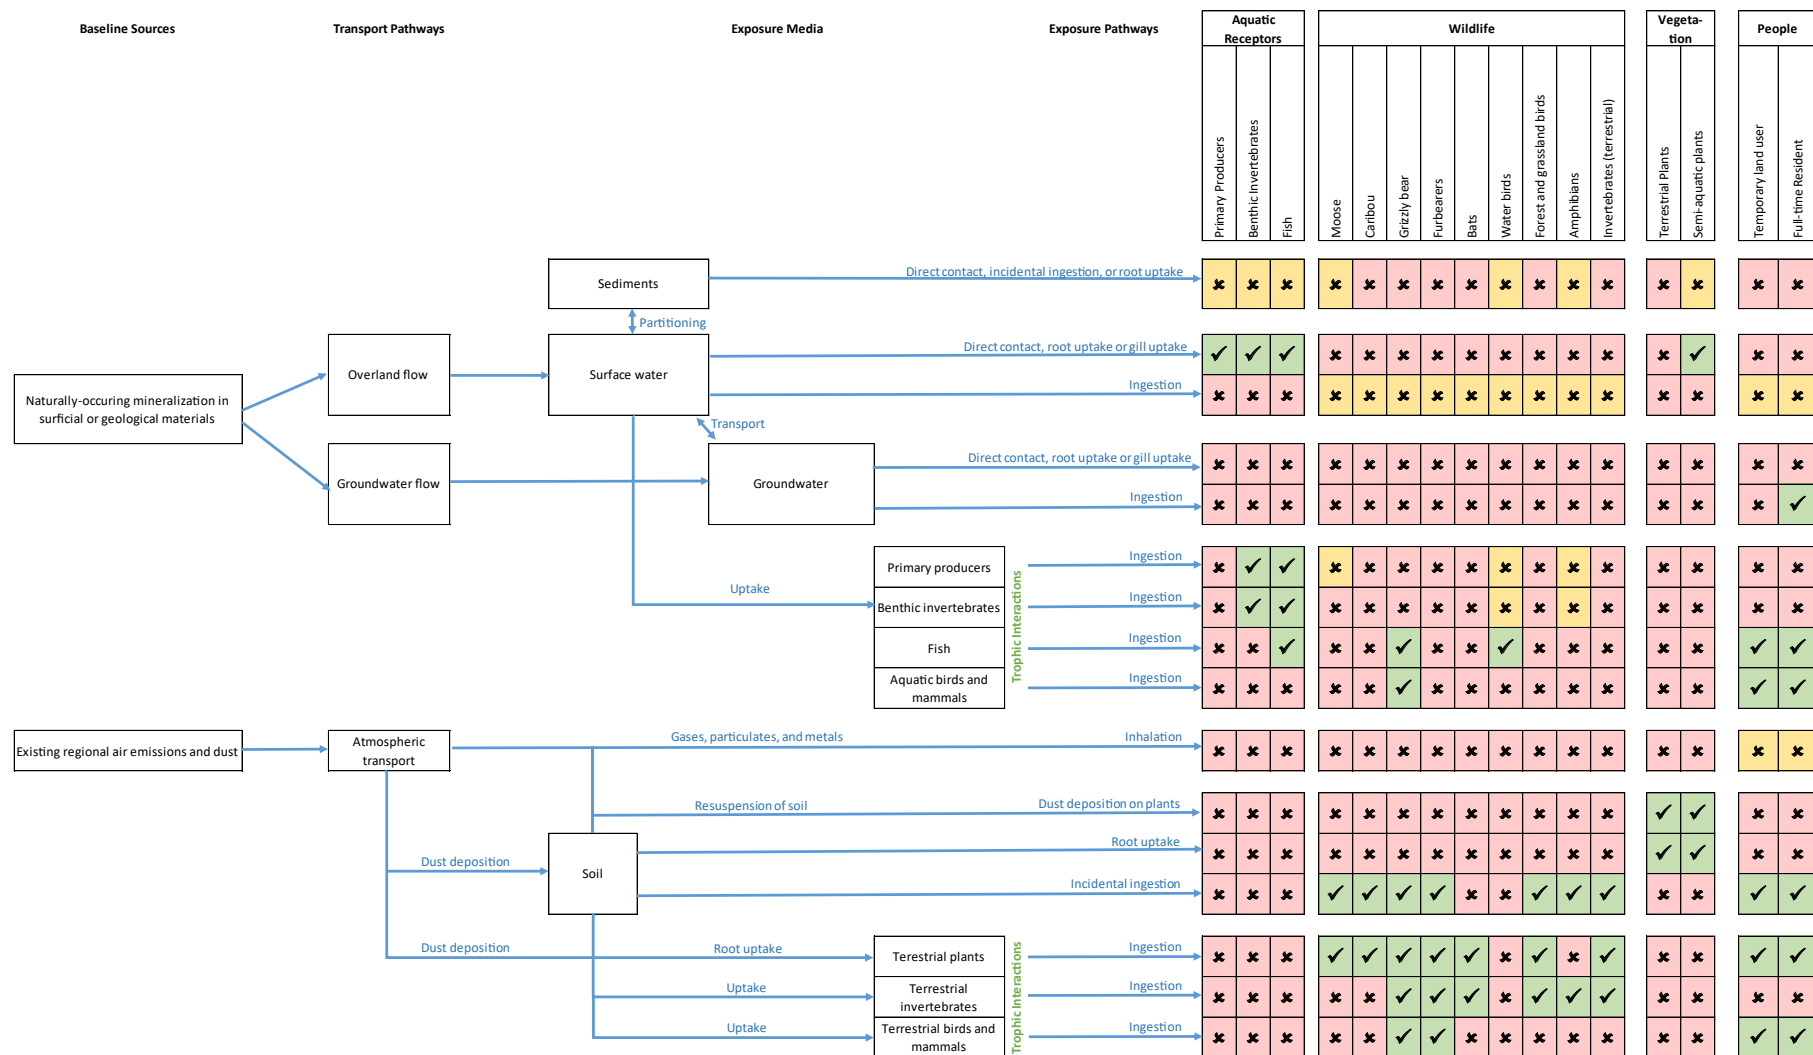 Baseline Sources
Transport Pathways
Exposure Media
Exposure Pathways
Aquatic
Receptors
Wildlife
Vegeta-
tion
People
Primary Producers
Benthic Invertebrates
Fish
Moose
Caribou
Grizzly bear
Furbearers
Bats
Water birds
Forest and grassland birds
Amphibians
Invertebrates (terrestrial)
Terrestrial Plants
Semi-aquatic plants
Temporary land user
Full-time Resident
Sediments
Direct contact, incidental ingestion, or root uptake
Partitioning
Overland flow
Surface water
Direct contact, root uptake or gill uptake
Ingestion
Naturally-occuring mineralization in
surficial or geological materials
Transport
Groundwater flow
Groundwater
Direct contact, root uptake or gill uptake
Ingestion
Uptake
Primary producers
Ingestion
Benthic invertebrates
Ingestion
Fish
Ingestion
Aquatic birds and
mammals
Ingestion
Trophic Interactions
Existing regional air emissions and dust
Atmospheric
transport
Gases, particulates, and metals
Inhalation
Resuspension of soil
Dust deposition on plants
Dust deposition
Soil
Root uptake
Incidental ingestion
Dust deposition
Root uptake
Terestrial plants
Ingestion
Uptake
Terrestrial
invertebrates
Ingestion
Uptake
Terrestrial birds and
mammals
Ingestion
Trophic Interactions